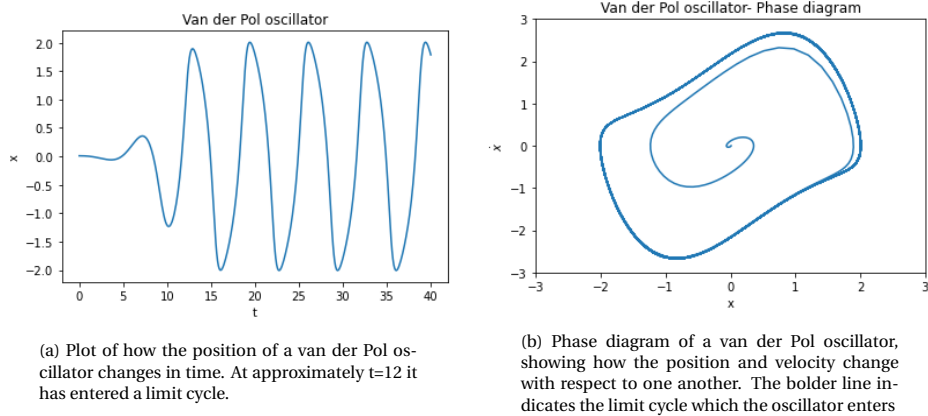 Van der Pol oscillator
2.0
1.5
1.0
0.5
0.0
−0.5
−1.0
−1.5
−2.0
x
0 5 10 15 20 25 30 35 40
t
(a) Plot of how the position of a van der Pol os-
cillator changes in time. At approximately t=12 it
has entered a limit cycle.
Van der Pol oscillator- Phase diagram
3
2
1
0
−1
−2
−3
ẋ
−3 −2 −1 0 1 2 3
x
(b) Phase diagram of a van der Pol oscillator,
showing how the position and velocity change
with respect to one another. The bolder line in-
dicates the limit cycle which the oscillator enters